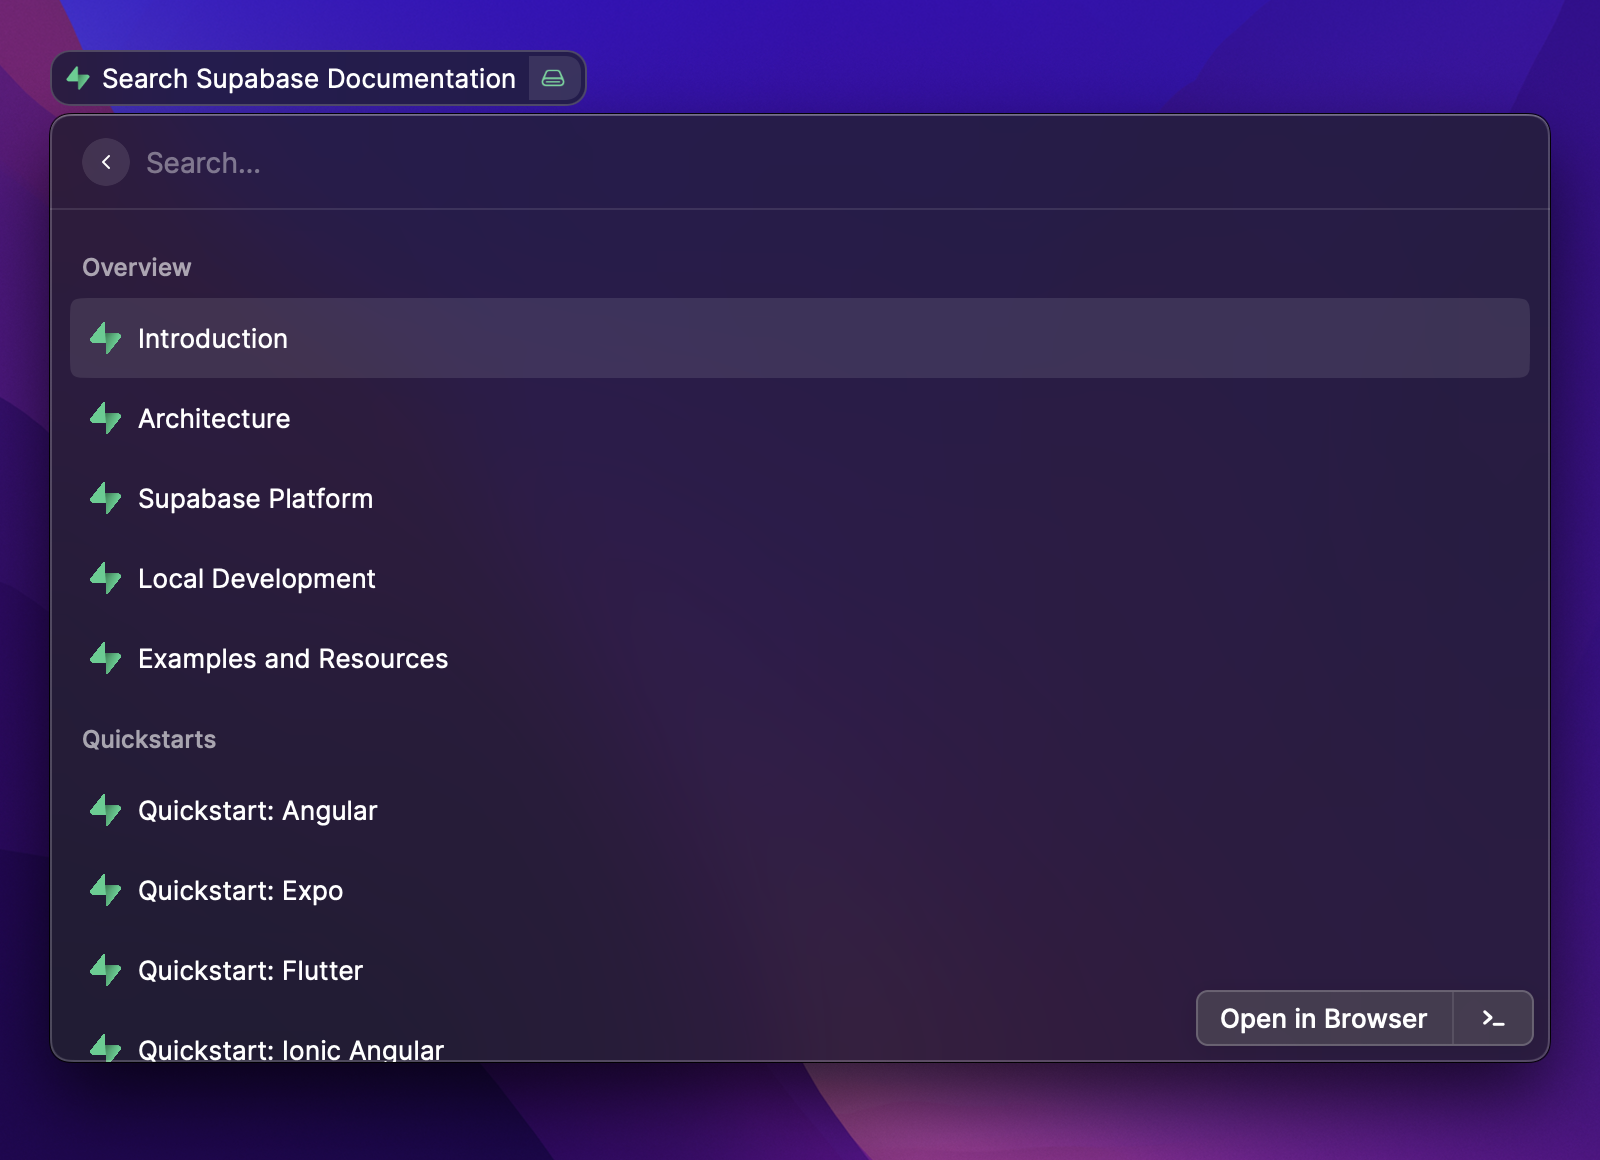 Search Supabase Documentation
Search...
Overview
Introduction
Architecture
Supabase Platform
Local Development
Examples and Resources
Quickstarts
Quickstart: Angular
Quickstart: Expo
Quickstart: Flutter
Quickstart: Ionic Angular
Open in Browser